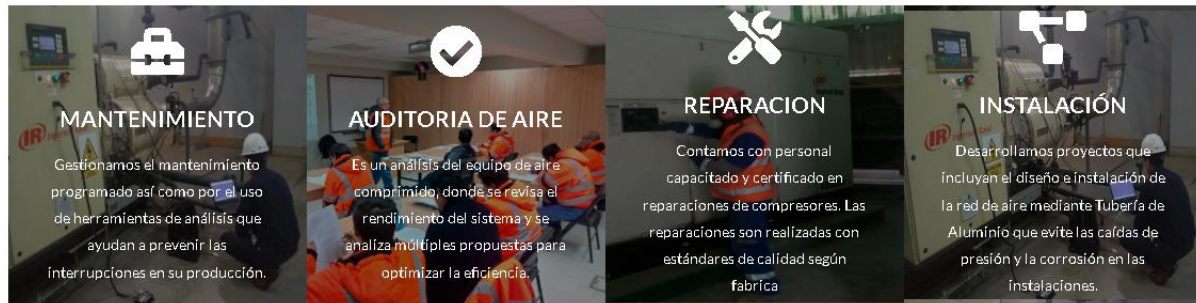 MANTENIMIENTO
Gestionamos el mantenimiento
programado así como por el uso
de herramientas de análisis que
ayudan a prevenir las
interrupciones en su producción.
AUDITORIA DE AIRE
Es un análisis del equipo de aire
comprimido, donde se revisa el
rendimiento del sistema y se
analiza múltiples propuestas para
optimizar la eficiencia.
REPARACION
Contamos con personal
capacitado y certificado en
reparaciones de compresores. Las
reparaciones son realizadas con
estándares de calidad según
fabrica
INSTALACIÓN
Desarrollamos proyectos que
incluyan el diseño e instalación de
la red de aire mediante Tubería de
Aluminio que evite las caídas de
presión y la corrosión en las
instalaciones.
IR
IR